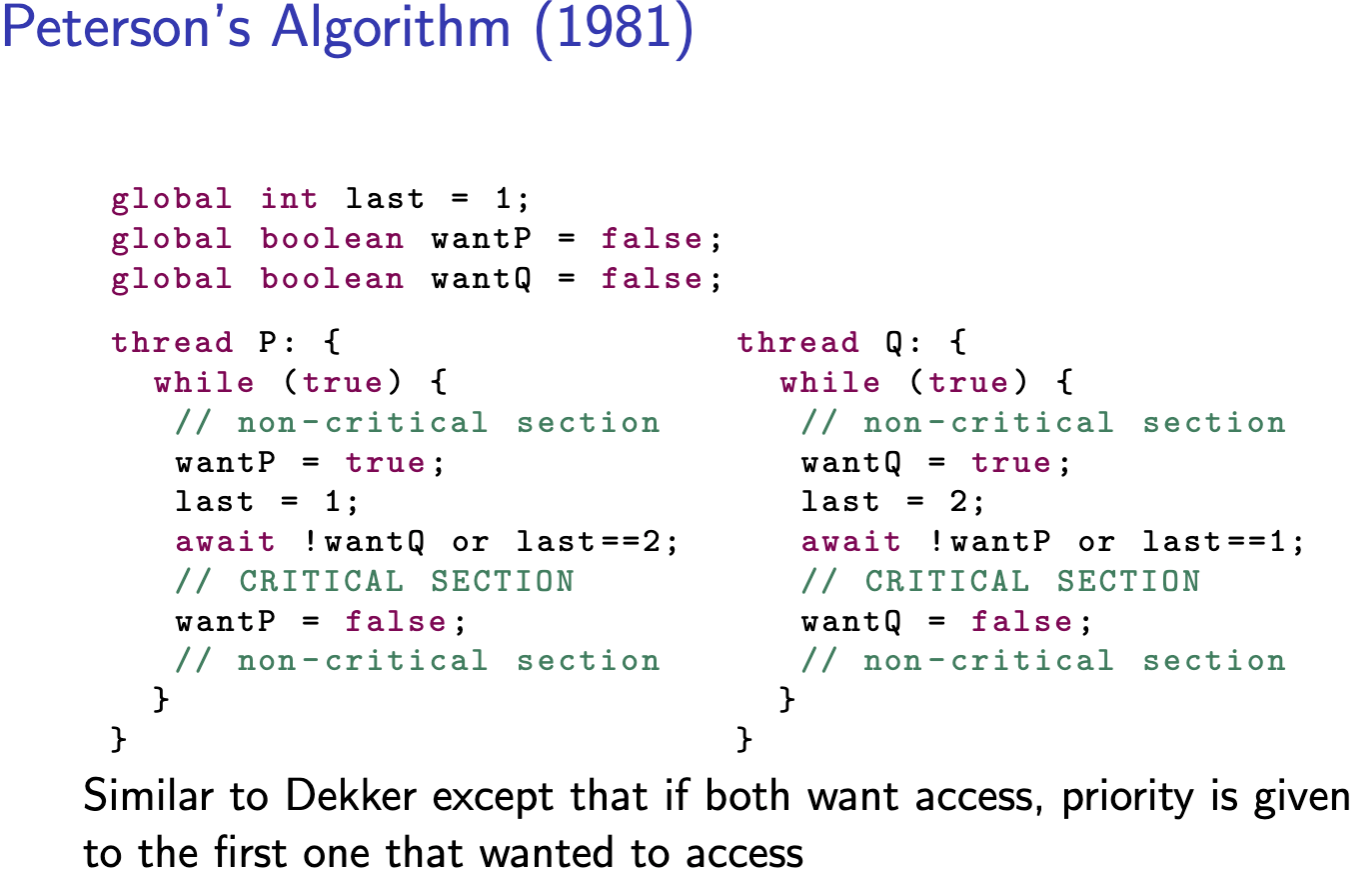 Peterson's Algorithm (1981)
global int last = 1;
global boolean wantP = false;
global boolean wantQ = false;
thread P: {
while (true) {
// non-critical section
wantP = true;
last = 1;
await !wantQ or last==2;
// CRITICAL SECTION
wantP = false;
// non-critical section
}
}
thread Q: {
while (true) {
// non-critical section
wantQ = true;
last = 2;
await !wantP or last==1;
// CRITICAL SECTION
wantQ = false;
// non-critical section
}
}
Similar to Dekker except that if both want access, priority is given
to the first one that wanted to access